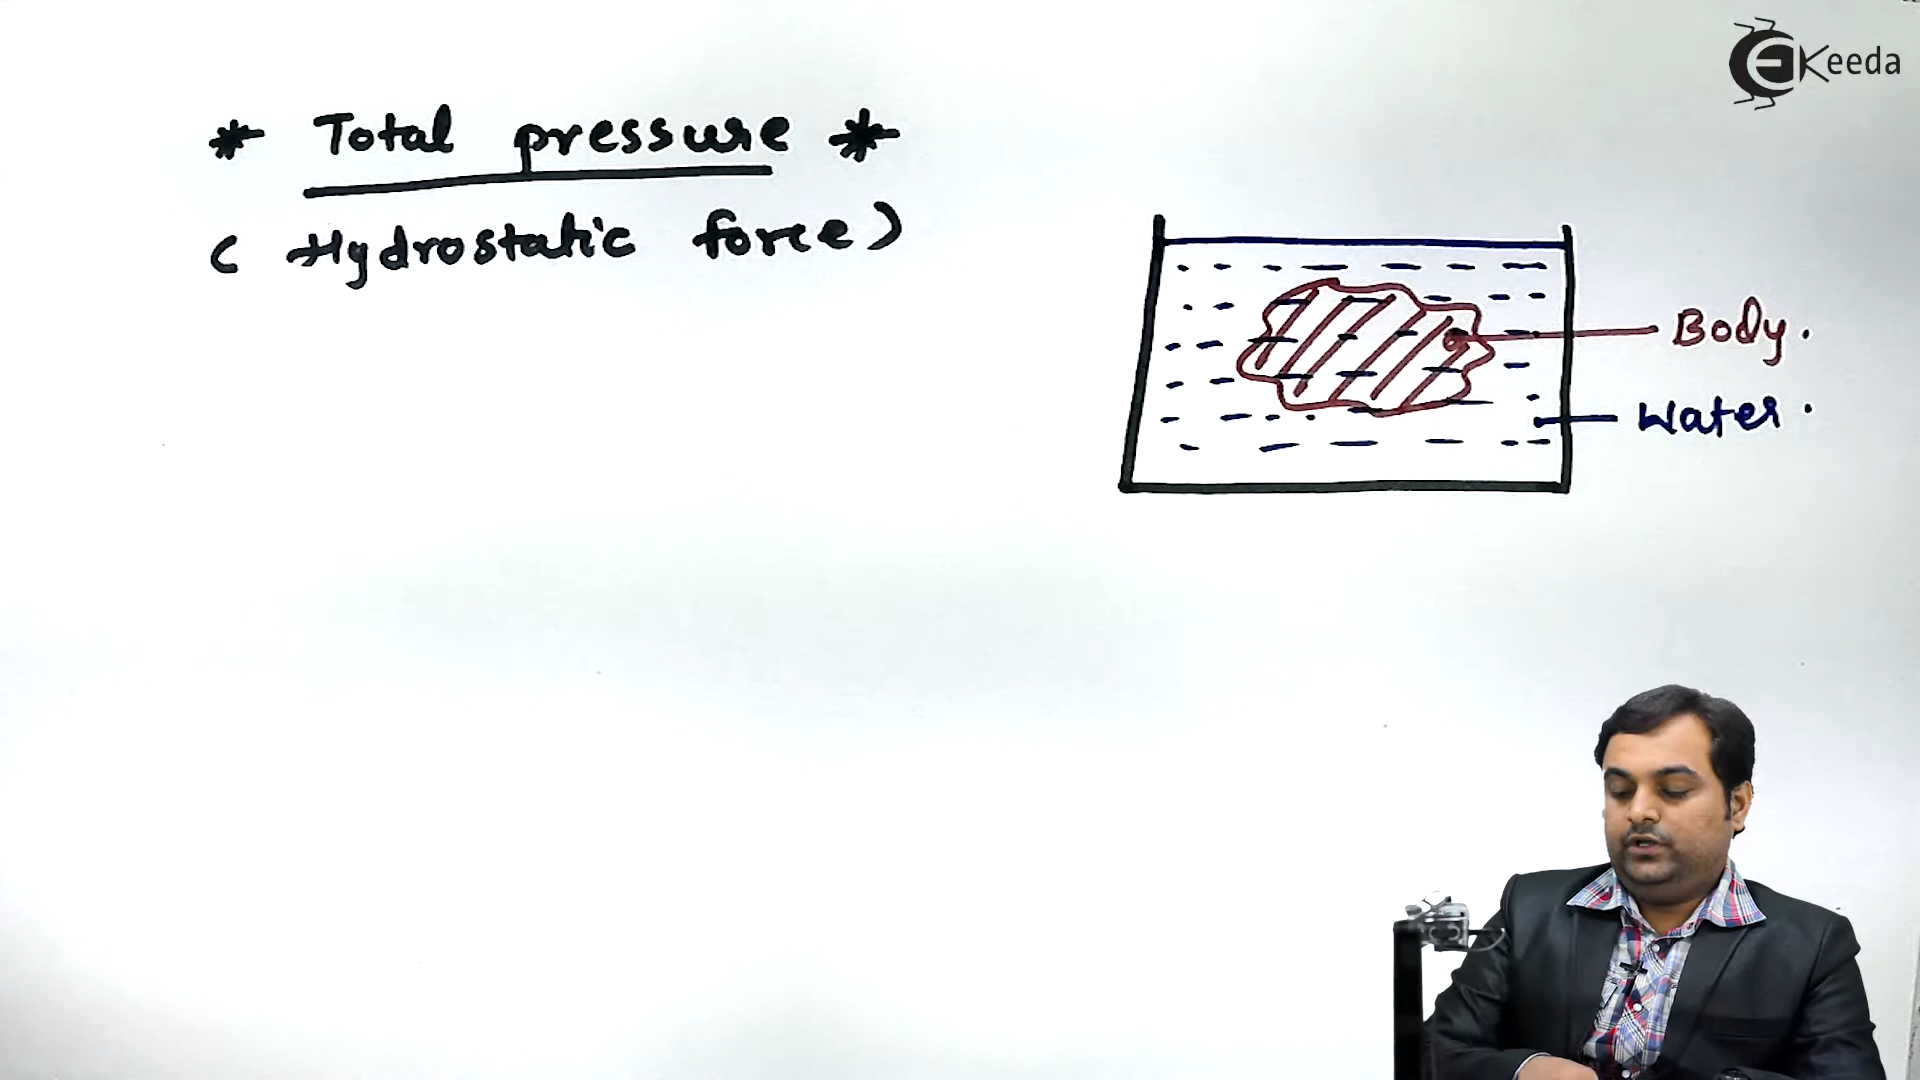 * Total pressure *
( Hydrostatic force )
Body.
Water.
EKeeda